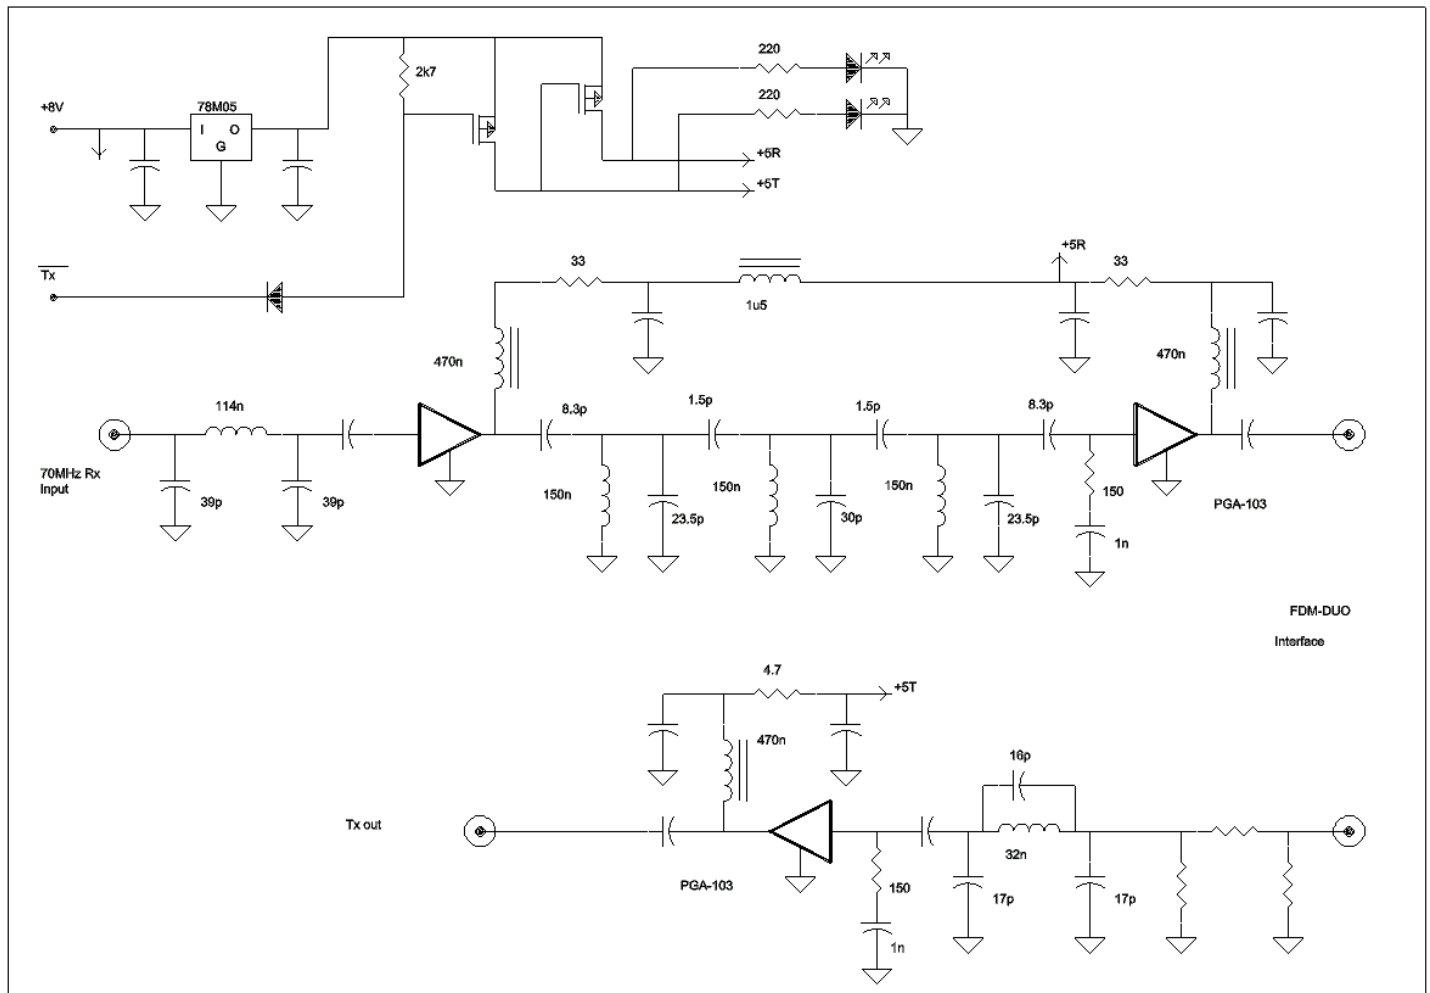 220
2k7
+8V
78M05
220
I O
G
+5R
+5T
Tx
33
+5R
33
1u5
470n
470n
114n
8.3p
1.5p
1.5p
8.3p
70MHz Rx
Input
39p
39p
150n
23.5p
150n
30p
150n
23.5p
150
1n
PGA-103
FDM-DUO
Interface
4.7
+5T
470n
16p
Tx out
32n
PGA-103
150
17p
17p
1n